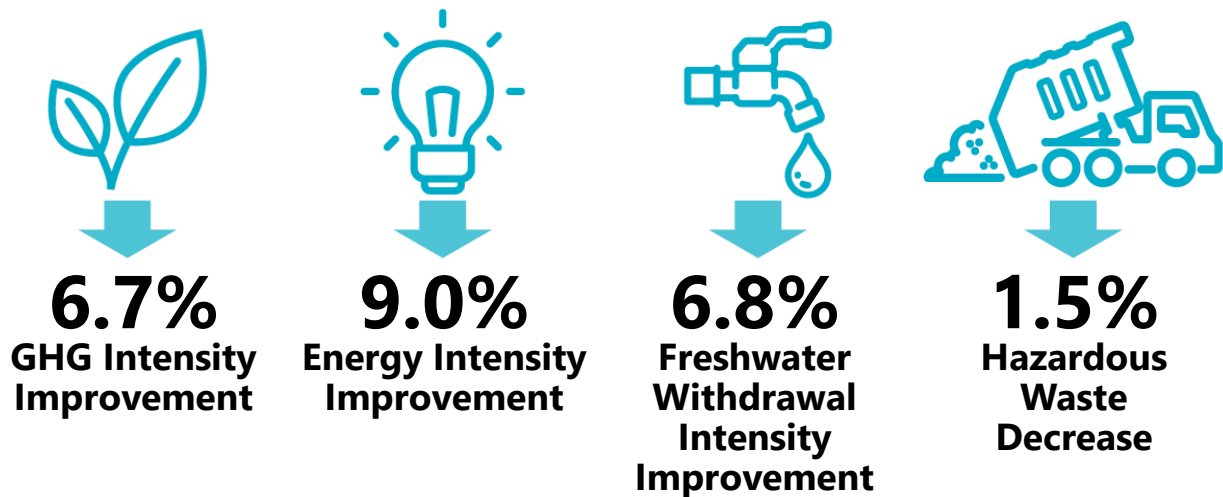 6.7%
GHG Intensity
Improvement
9.0%
Energy Intensity
Improvement
6.8%
Freshwater
Withdrawal
Intensity
Improvement
1.5%
Hazardous
Waste
Decrease